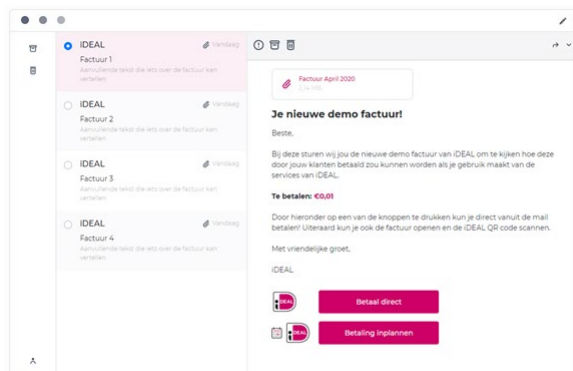 iDEAL
Vandaag
Factuur 1
Aanvullende tekst die iets over de factuur kan
vertellen
iDEAL
Vandaag
Factuur 2
Aanvullende tekst die iets over de factuur kan
vertellen
iDEAL
Vandaag
Factuur 3
Aanvullende tekst die iets over de factuur kan
vertellen
iDEAL
Vandaag
Factuur 4
Aanvullende tekst die iets over de factuur kan
vertellen
Factuur April 2020
Je nieuwe demo factuur!
Beste,
Bij deze sturen wij jou de nieuwe demo factuur van iDEAL om te kijken hoe deze
door jouw klanten betaald zou kunnen worden als je gebruik maakt van de
services van iDEAL.
Te betalen: €0,01
Door hieronder op een van de knoppen te drukken kun je direct vanuit de mail
betalen! Uiteraard kun je ook de factuur openen en de iDEAL QR code scannen.
Met vriendelijke groet,
iDEAL
iDEAL
Betaal direct
iDEAL
Betaling inplannen